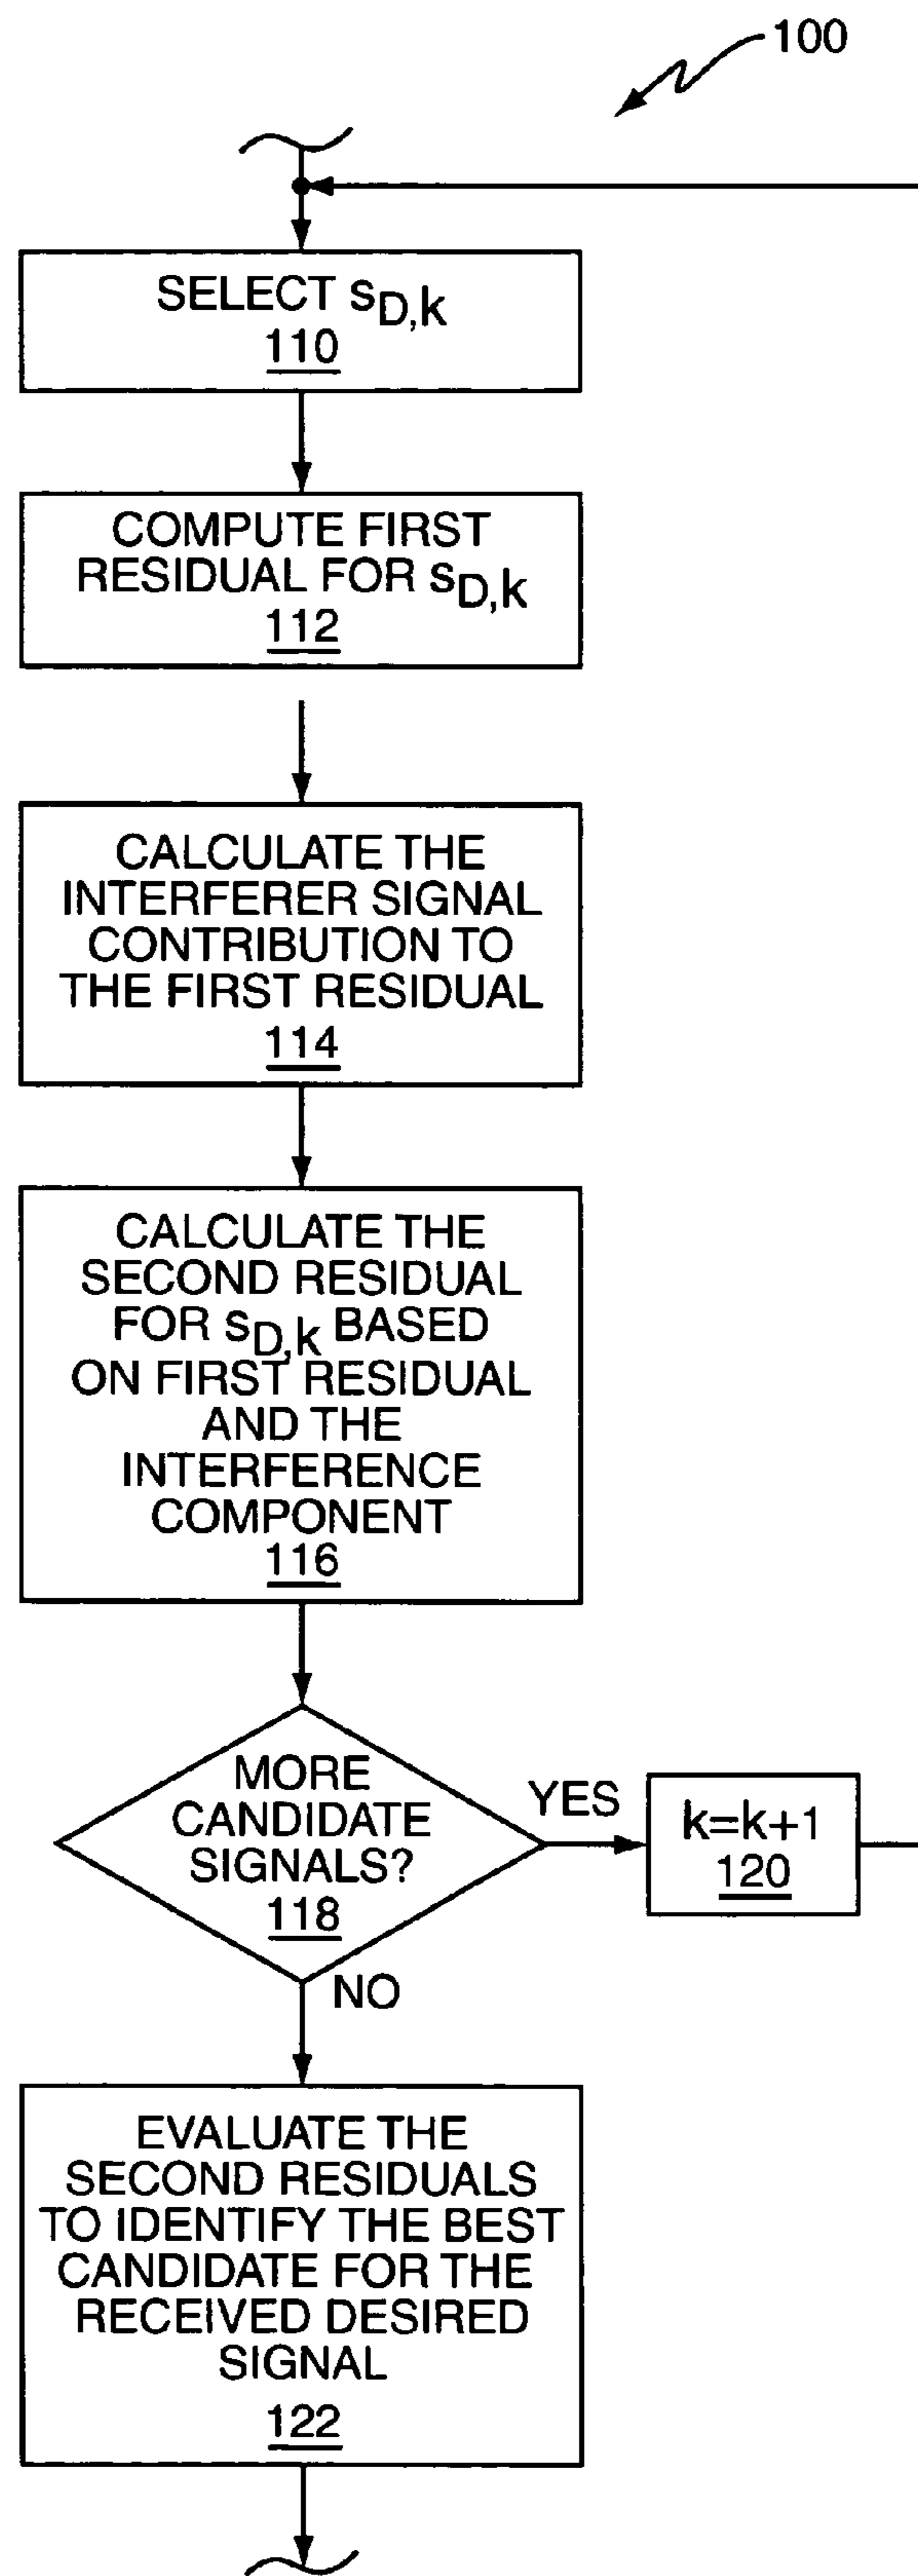 100
SELECT sD,k
110
COMPUTE FIRST
RESIDUAL FOR sD,k
112
CALCULATE THE
INTERFERER SIGNAL
CONTRIBUTION TO
THE FIRST RESIDUAL
114
CALCULATE THE
SECOND RESIDUAL
FOR sD,k BASED
ON FIRST RESIDUAL
AND THE
INTERFERENCE
COMPONENT
116
MORE
CANDIDATE
SIGNALS?
118
YES
k=k+1
120
NO
EVALUATE THE
SECOND RESIDUALS
TO IDENTIFY THE BEST
CANDIDATE FOR THE
RECEIVED DESIRED
SIGNAL
122